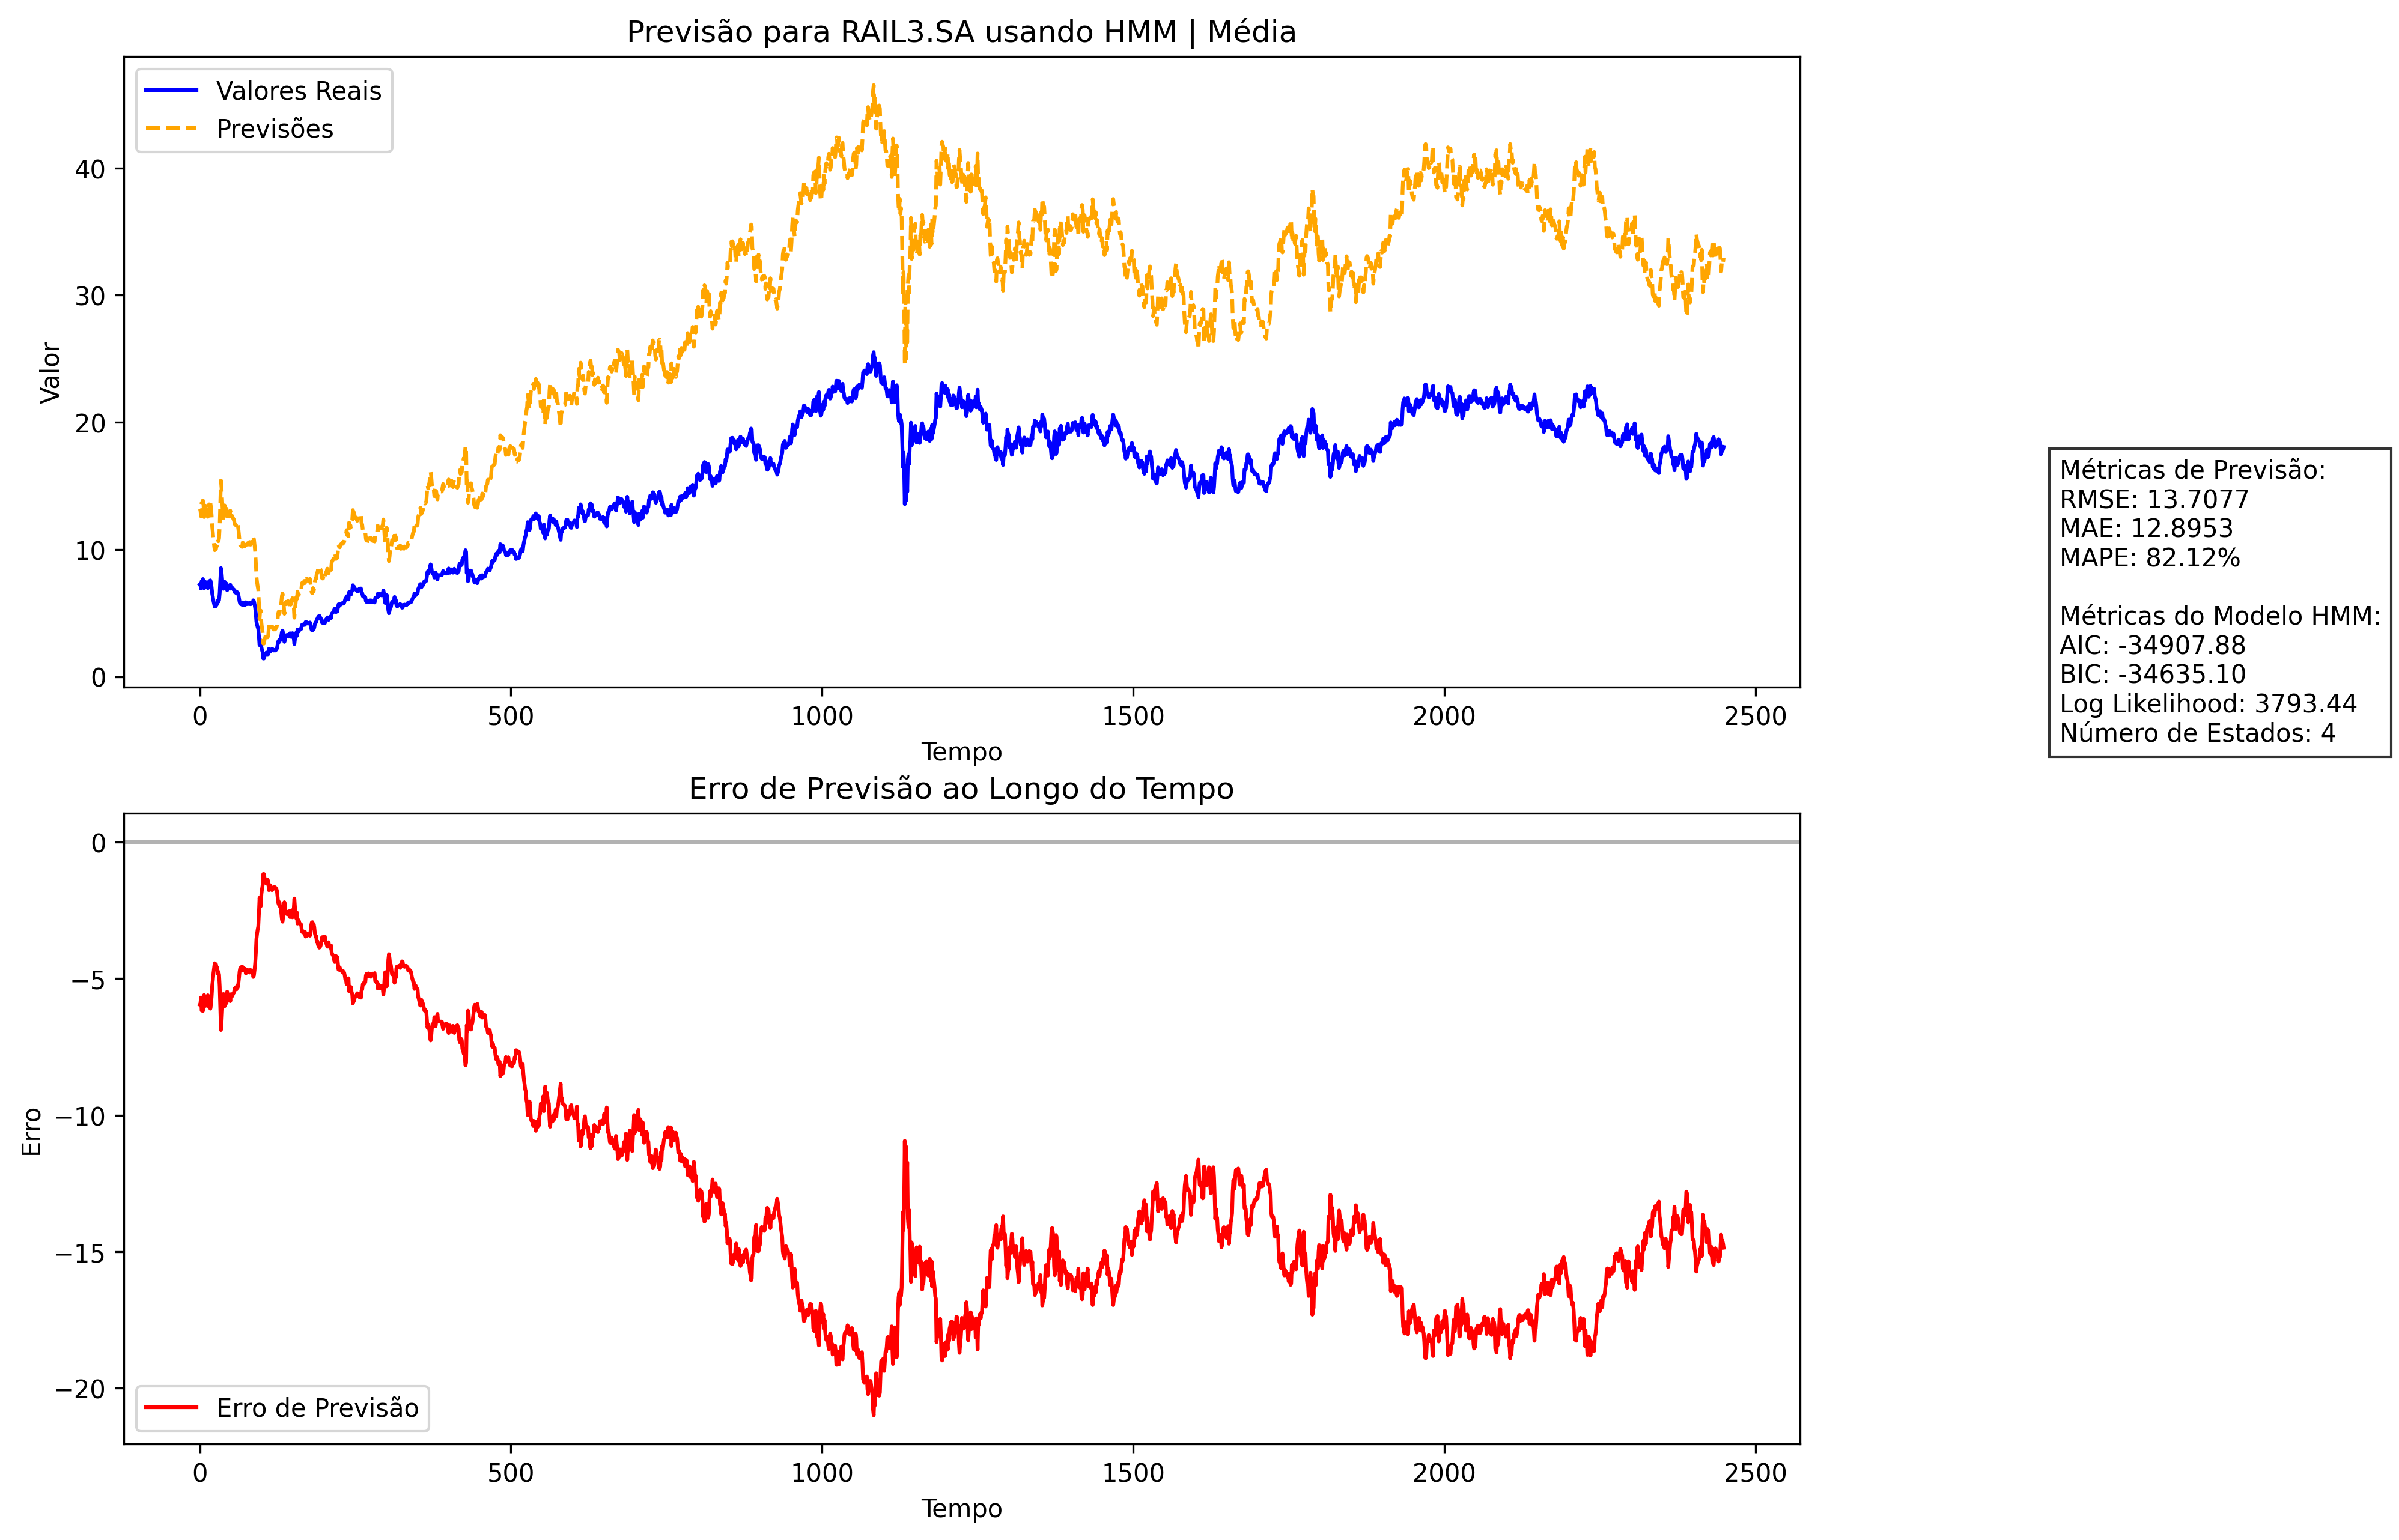 Previsão para RAIL3.SA usando HMM | Média
Valores Reais
Previsões
Valor
40
30
20
10
0
0 500 1000 1500 2000 2500
Tempo
Métricas de Previsão:
RMSE: 13.7077
MAE: 12.8953
MAPE: 82.12%
Métricas do Modelo HMM:
AIC: -34907.88
BIC: -34635.10
Log Likelihood: 3793.44
Número de Estados: 4
Erro de Previsão ao Longo do Tempo
Erro
0
−5
−10
−15
−20
Erro de Previsão
0 500 1000 1500 2000 2500
Tempo